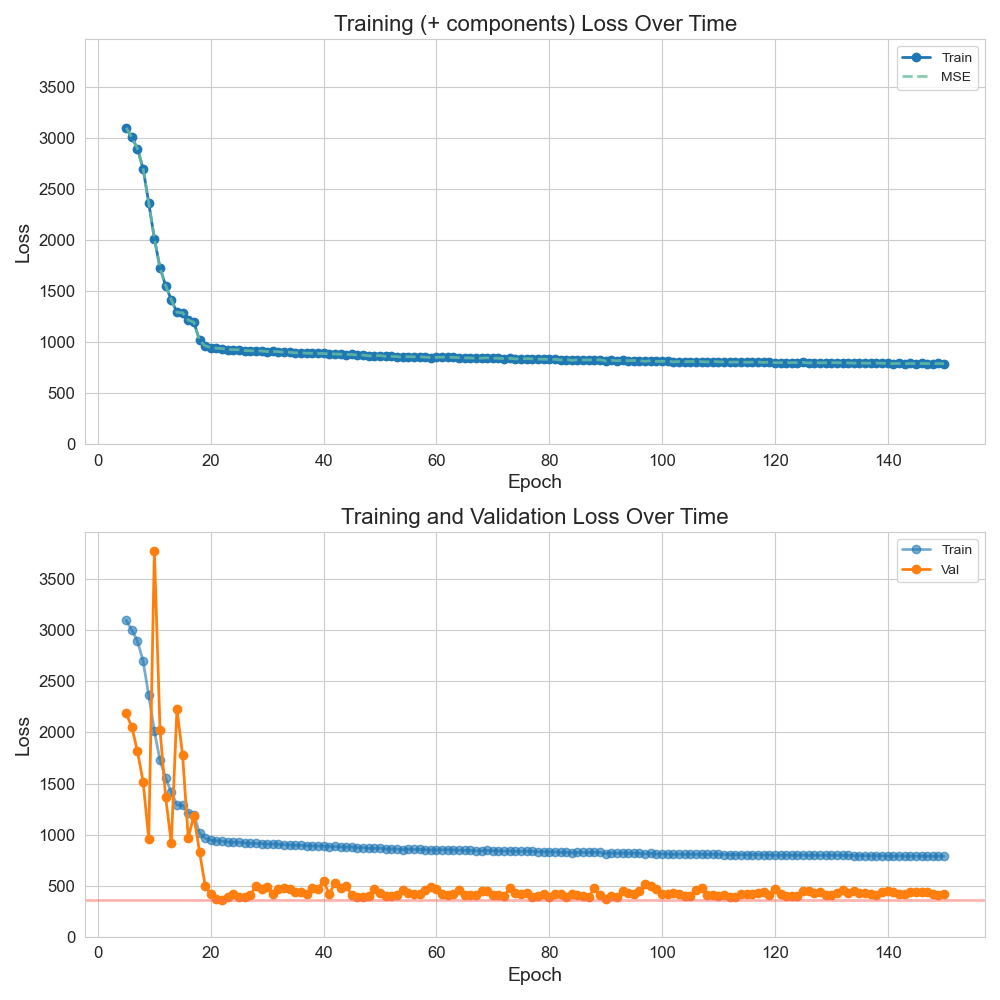 Training (+ components) Loss Over Time
Train
MSE
3500
3000
2500
2000
1500
1000
500
0
Loss
0 20 40 60 80 100 120 140
Epoch
Training and Validation Loss Over Time
Train
Val
3500
3000
2500
2000
1500
1000
500
0
Loss
0 20 40 60 80 100 120 140
Epoch